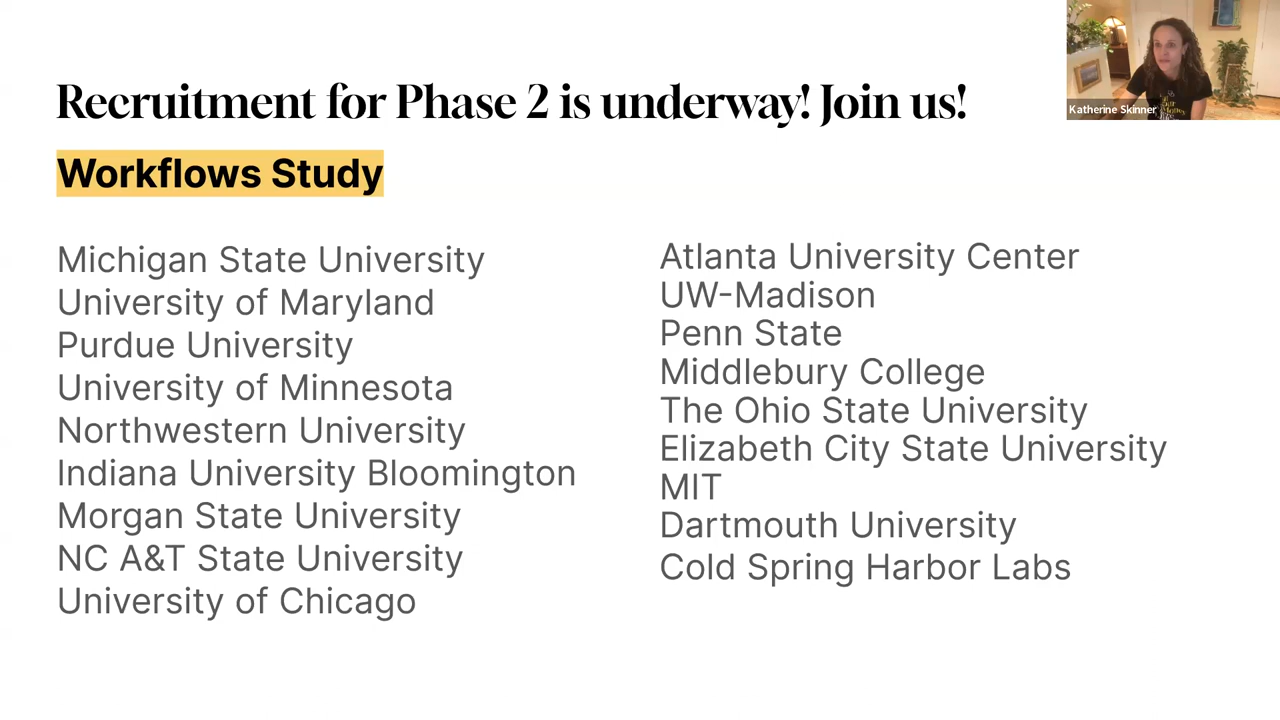 Recruitment for Phase 2 is underway! Join us!
Workflows Study
Michigan State University
University of Maryland
Purdue University
University of Minnesota
Northwestern University
Indiana University Bloomington
Morgan State University
NC A&T State University
University of Chicago
Atlanta University Center
UW-Madison
Penn State
Middlebury College
The Ohio State University
Elizabeth City State University
MIT
Dartmouth University
Cold Spring Harbor Labs
Katherine Skinner